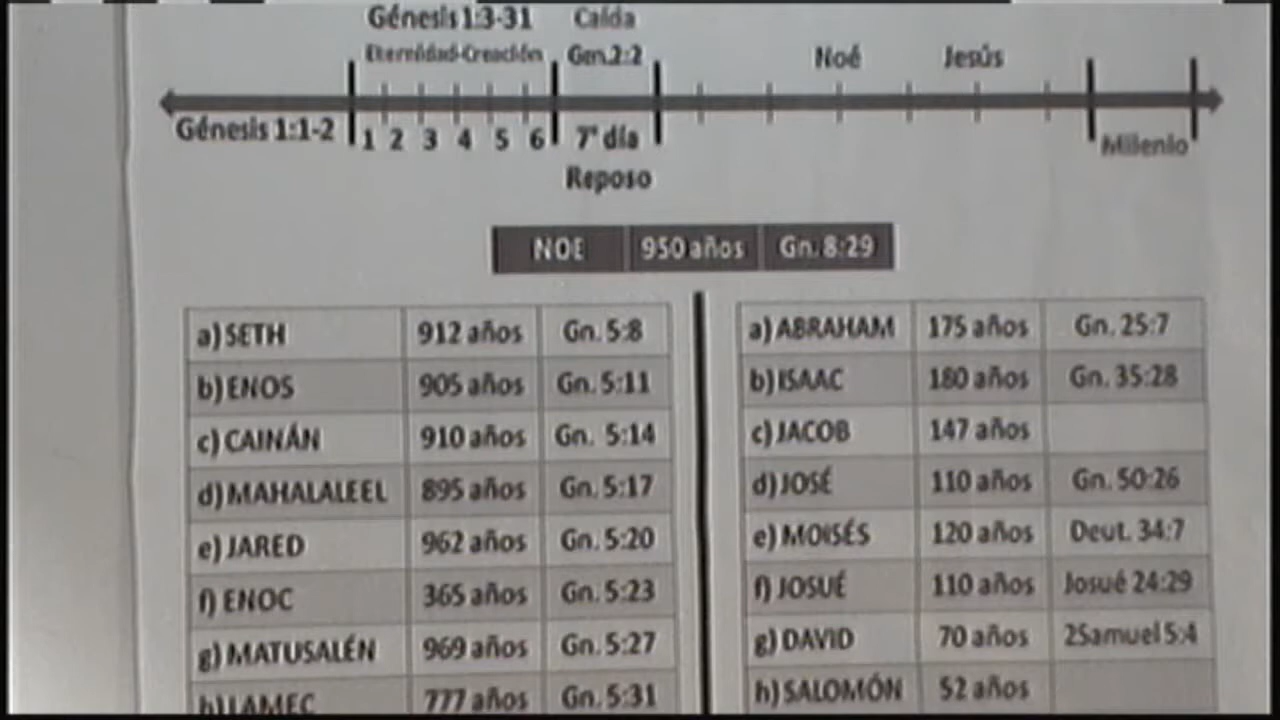 Génesis 1:3-31 Caída
Eternidad-Creación Gen.2:2 Noé Jesús
Génesis 1:1-2 1 2 3 4 5 6 7º día Milenio
Reposo
NOE 950 años Gn. 8:29
a) SETH 912 años Gn. 5:8
b) ENOS 905 años Gn. 5:11
c) CAINÁN 910 años Gn. 5:14
d) MAHALALEEL 895 años Gn. 5:17
e) JARED 962 años Gn. 5:20
f) ENOC 365 años Gn. 5:23
g) MATUSALÉN 969 años Gn. 5:27
h) LAMEC 777 años Gn. 5:31
a) ABRAHAM 175 años Gn. 25:7
b) ISAAC 180 años Gn. 35:28
c) JACOB 147 años
d) JOSÉ 110 años Gn. 50:26
e) MOISÉS 120 años Deut. 34:7
f) JOSUÉ 110 años Josué 24:29
g) DAVID 70 años 2Samuel 5:4
h) SALOMÓN 52 años